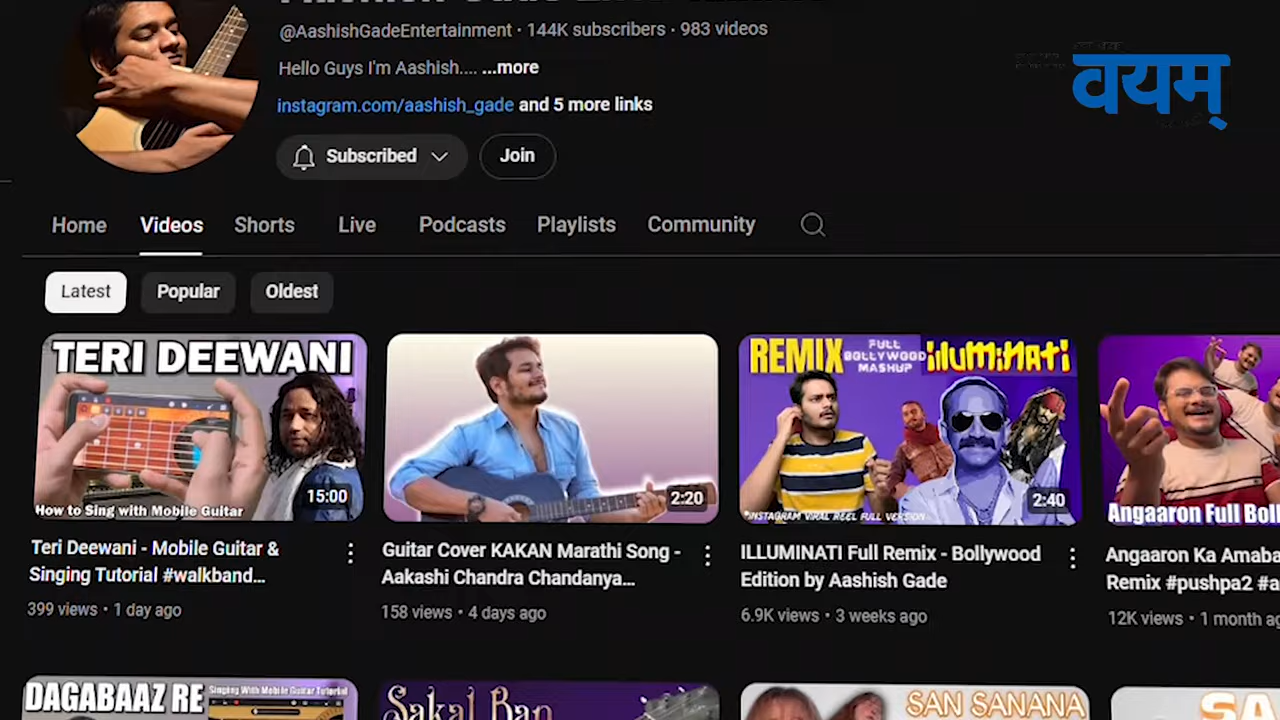 @AashishGadeEntertainment · 144K subscribers · 983 videos
Hello Guys I'm Aashish.... ...more
instagram.com/aashish_gade and 5 more links
Subscribed
Join
वयम्
Home Videos Shorts Live Podcasts Playlists Community
Latest Popular Oldest
TERI DEEWANI
How to Sing with Mobile Guitar
15:00
2:20
REMIX FULL BOLLYWOOD MASHUP illuMiNAti
INSTAGRAM VIRAL REEL FULL VERSION
2:40
Angaaron Full Boll
Teri Deewani - Mobile Guitar &
Singing Tutorial #walkband...
399 views · 1 day ago
Guitar Cover KAKAN Marathi Song -
Aakashi Chandra Chandanya...
158 views · 4 days ago
ILLUMINATI Full Remix - Bollywood
Edition by Aashish Gade
6.9K views · 3 weeks ago
Angaaron Ka Amaba
Remix #pushpa2 #a
12K views · 1 month ag
DAGABAAZ RE Singing With Mobile Guitar Tutorial
Sakal Ban
SAN SANANA
SA